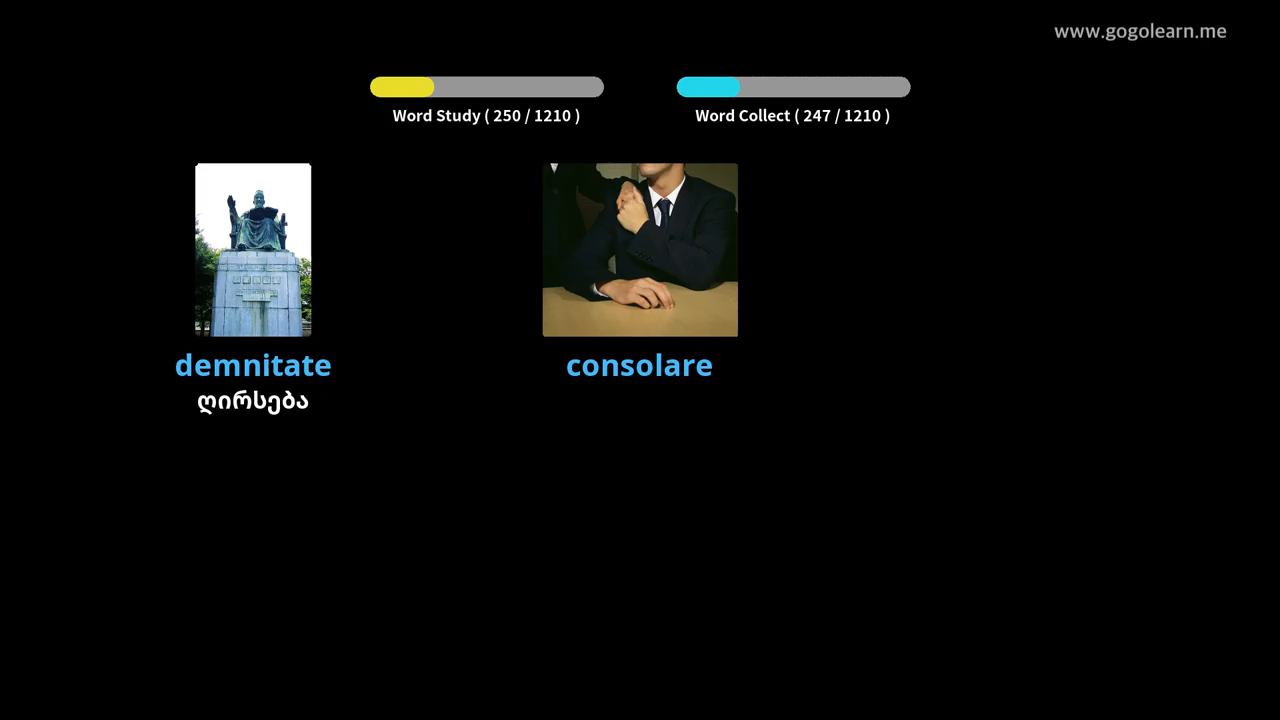 www.gogolearn.me
Word Study ( 250 / 1210 )
Word Collect ( 247 / 1210 )
demnitate
ღირსება
consolare